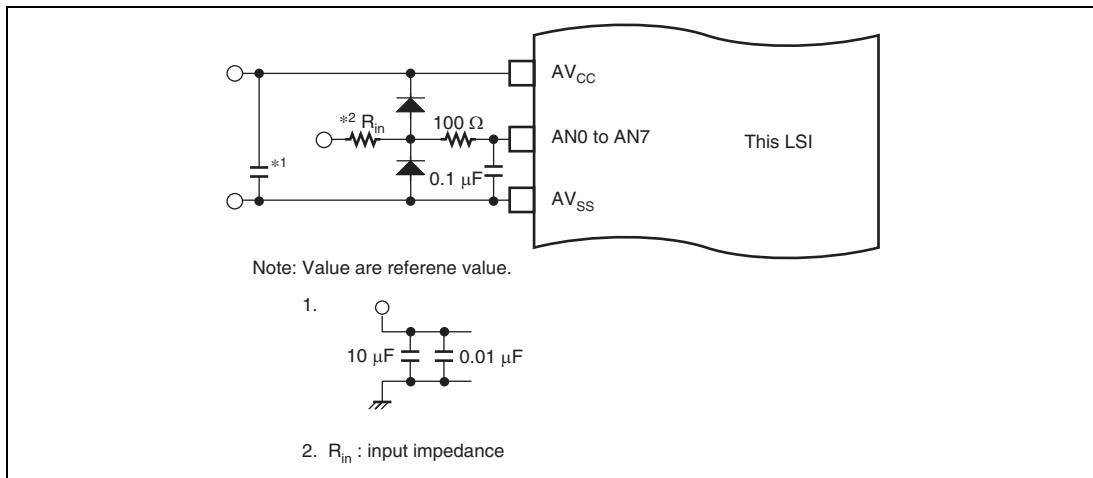 AVCC
*2 Rin
100 Ω
AN0 to AN7
This LSI
*1
0.1 μF
AVSS
Note: Value are referene value.
1.
10 μF
0.01 μF
2. Rin : input impedance